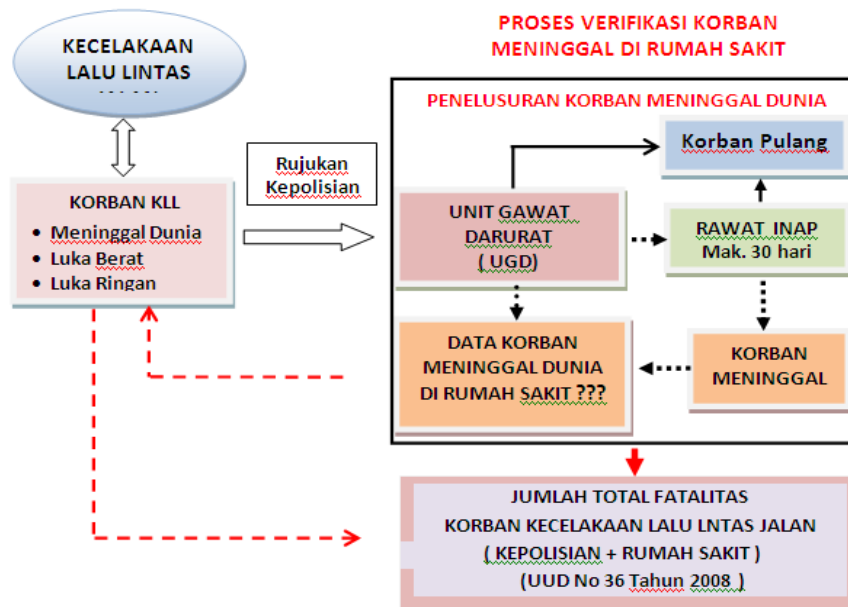 KECELAKAAN
LALU LINTAS
PROSES VERIFIKASI KORBAN
MENINGGAL DI RUMAH SAKIT
PENELUSURAN KORBAN MENINGGAL DUNIA
Korban Pulang
Rujukan
Kepolisian
KORBAN KLL
• Meninggal Dunia
• Luka Berat
• Luka Ringan
UNIT GAWAT
DARURAT
( UGD)
RAWAT INAP
Mak. 30 hari
DATA KORBAN
MENINGGAL DUNIA
DI RUMAH SAKIT ???
KORBAN
MENINGGAL
JUMLAH TOTAL FATALITAS
KORBAN KECELAKAAN LALU LNTAS JALAN
( KEPOLISIAN + RUMAH SAKIT )
(UUD No 36 Tahun 2008 )